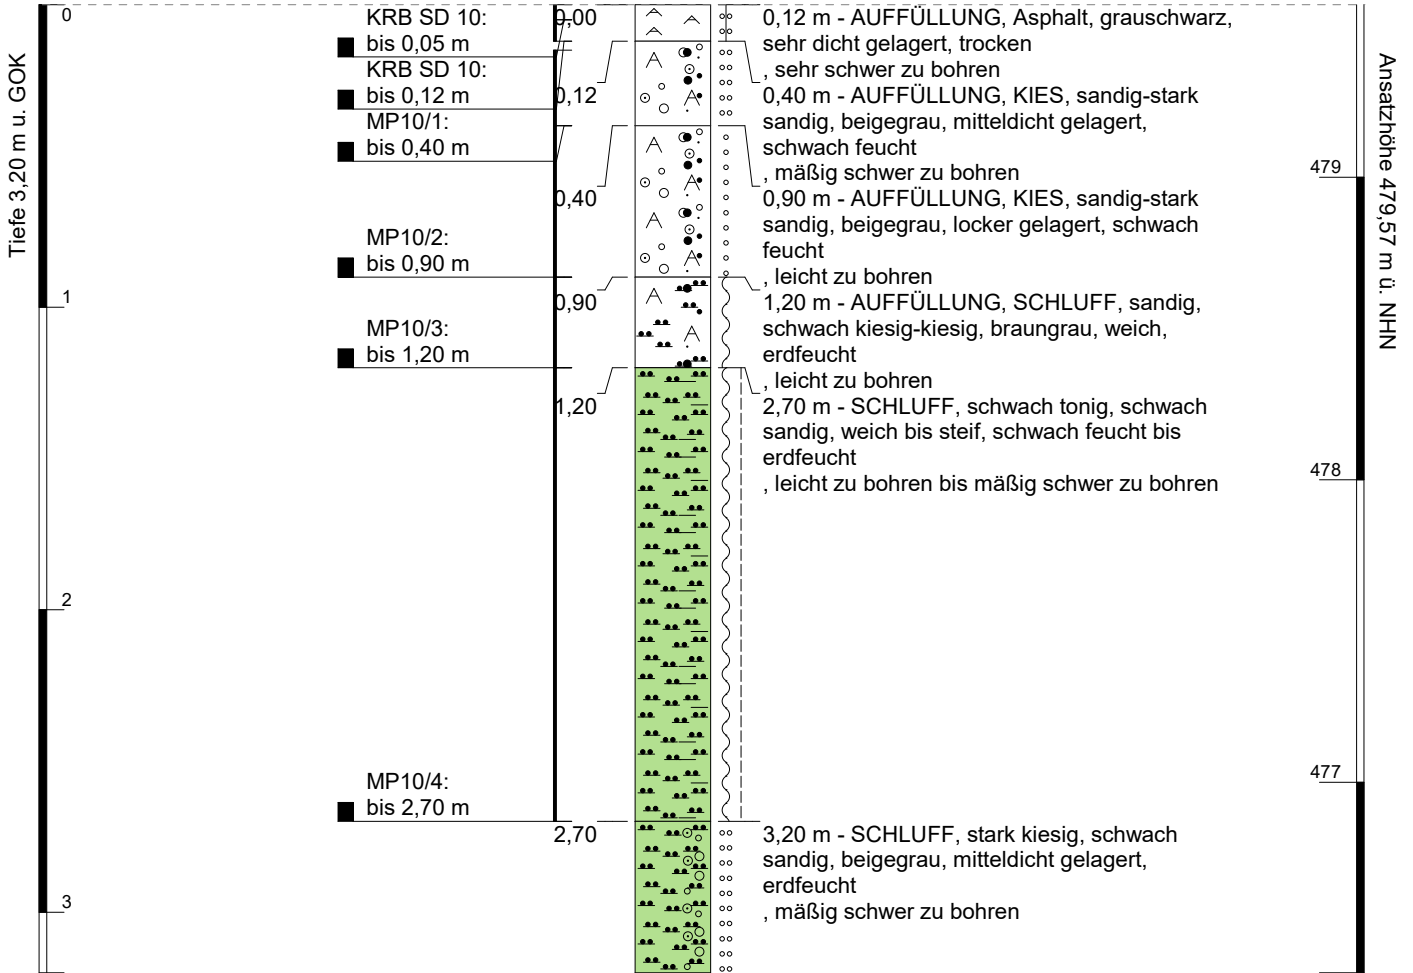 Tiefe 3,20 m u. GOK
0
1
2
3
KRB SD 10:
bis 0,05 m
KRB SD 10:
bis 0,12 m
MP10/1:
bis 0,40 m
MP10/2:
bis 0,90 m
MP10/3:
bis 1,20 m
MP10/4:
bis 2,70 m
0,00
0,12
0,40
0,90
1,20
2,70
0,12 m - AUFFÜLLUNG, Asphalt, grauschwarz,
sehr dicht gelagert, trocken
, sehr schwer zu bohren
0,40 m - AUFFÜLLUNG, KIES, sandig-stark
sandig, beigegrau, mitteldicht gelagert,
schwach feucht
, mäßig schwer zu bohren
0,90 m - AUFFÜLLUNG, KIES, sandig-stark
sandig, beigegrau, locker gelagert, schwach
feucht
, leicht zu bohren
1,20 m - AUFFÜLLUNG, SCHLUFF, sandig,
schwach kiesig-kiesig, braungrau, weich,
erdfeucht
, leicht zu bohren
2,70 m - SCHLUFF, schwach tonig, schwach
sandig, weich bis steif, schwach feucht bis
erdfeucht
, leicht zu bohren bis mäßig schwer zu bohren
3,20 m - SCHLUFF, stark kiesig, schwach
sandig, beigegrau, mitteldicht gelagert,
erdfeucht
, mäßig schwer zu bohren
479
478
477
Ansatzhöhe 479,57 m ü. NHN